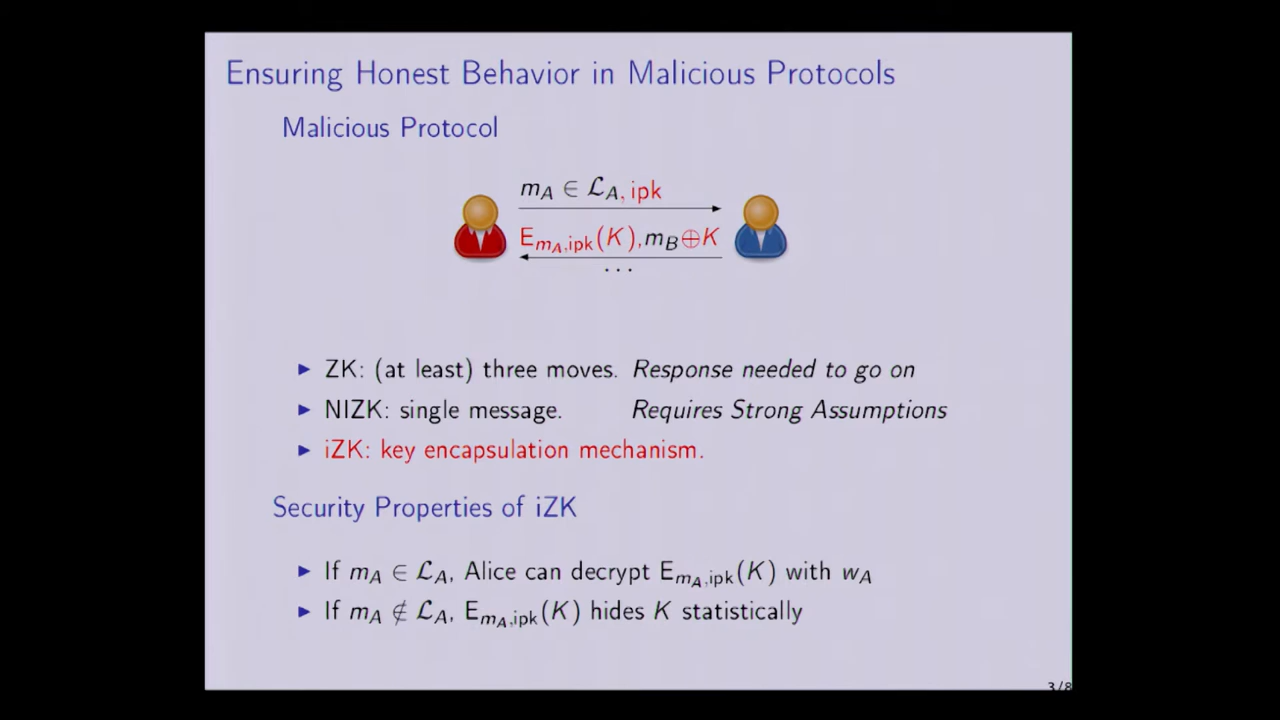 Ensuring Honest Behavior in Malicious Protocols
Malicious Protocol
m_A ∈ ℒ_A, ipk
E_{m_A,ipk}(K), m_B⊕K
...
▶ ZK: (at least) three moves. Response needed to go on
▶ NIZK: single message. Requires Strong Assumptions
▶ iZK: key encapsulation mechanism.
Security Properties of iZK
▶ If m_A ∈ ℒ_A, Alice can decrypt E_{m_A,ipk}(K) with w_A
▶ If m_A ∉ ℒ_A, E_{m_A,ipk}(K) hides K statistically
3/8